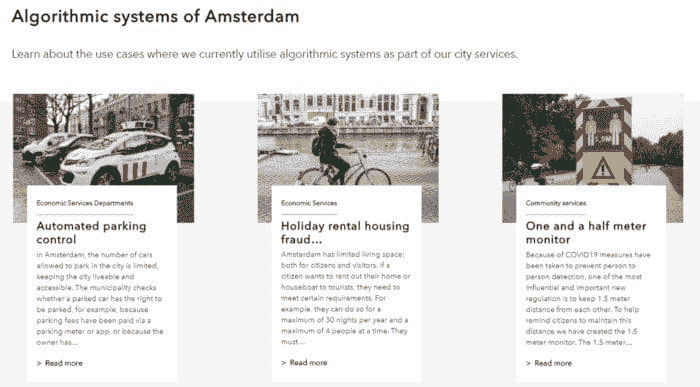 Algorithmic systems of Amsterdam
Learn about the use cases where we currently utilise algorithmic systems as part of our city services.
Economic Services Departments
Automated parking
control
In Amsterdam, the number of cars
allowed to park in the city is limited,
keeping the city liveable and
accessible. The municipality checks
whether a parked car has the right to
be parked, for example, because
parking fees have been paid via a
parking meter or app, or because the
owner has...
> Read more
Economic Services
Holiday rental housing
fraud...
Amsterdam has limited living space;
both for citizens and visitors. If a
citizen wants to rent out their home or
houseboat to tourists, they need to
meet certain requirements. For
example, they can do so for a
maximum of 30 nights per year and a
maximum of 4 people at a time. They
must...
> Read more
Community services
One and a half meter
monitor
Because of COVID19 measures have
been taken to prevent person to
person detection, one of the most
influential and important new
regulation is to keep 1.5 meter
distance from each other. To help
remind citizens to maintain this
distance we have created the 1.5
meter monitor. The 1.5 meter...
> Read more